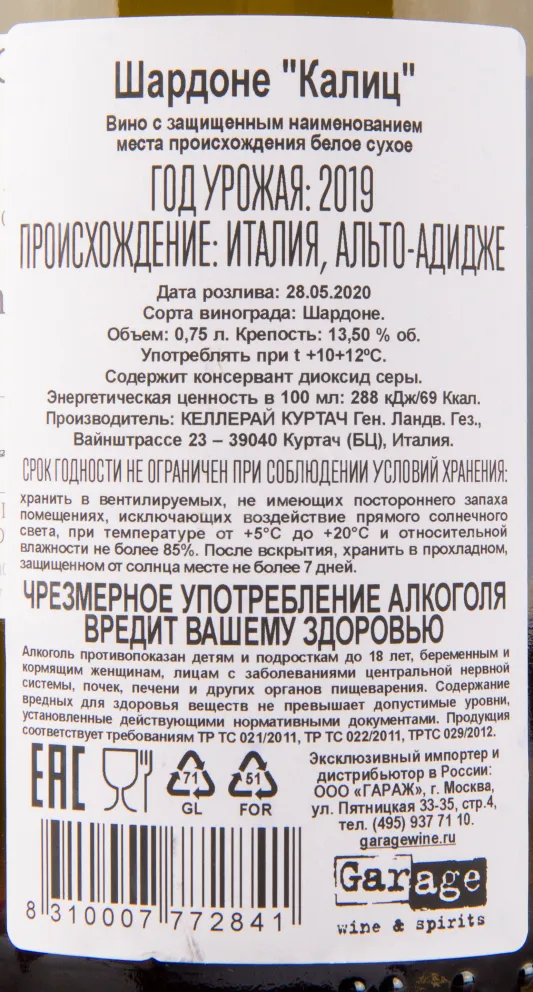 Шардоне "Калиц"
Вино с защищенным наименованием
места происхождения белое сухое
ГОД УРОЖАЯ: 2019
ПРОИСХОЖДЕНИЕ: ИТАЛИЯ, АЛЬТО-АДИДЖЕ
Дата розлива: 28.05.2020
Сорта винограда: Шардоне.
Объем: 0,75 л. Крепость: 13,50 % об.
Употреблять при t +10+12ºС.
Содержит консервант диоксид серы.
Энергетическая ценность в 100 мл: 288 кДж/69 Ккал.
Производитель: КЕЛЛЕРАЙ КУРТАЧ Ген. Ландв. Гез.,
Вайнштрассе 23 – 39040 Куртач (БЦ), Италия.
СРОК ГОДНОСТИ НЕ ОГРАНИЧЕН ПРИ СОБЛЮДЕНИИ УСЛОВИЙ ХРАНЕНИЯ:
хранить в вентилируемых, не имеющих постороннего запаха
помещениях, исключающих воздействие прямого солнечного
света, при температуре от +5°С до +20°С и относительной
влажности не более 85%. После вскрытия, хранить в прохладном,
защищенном от солнца месте не более 7 дней.
ЧРЕЗМЕРНОЕ УПОТРЕБЛЕНИЕ АЛКОГОЛЯ
ВРЕДИТ ВАШЕМУ ЗДОРОВЬЮ
Алкоголь противопоказан детям и подросткам до 18 лет, беременным и
кормящим женщинам, лицам с заболеваниями центральной нервной
системы, почек, печени и других органов пищеварения. Содержание
вредных для здоровья веществ не превышает допустимые уровни,
установленные действующими нормативными документами. Продукция
соответствует требованиям ТР ТС 021/2011, ТР ТС 022/2011, ТРТС 029/2012.
EAC
71
GL
51
FOR
Эксклюзивный импортер и
дистрибьютор в России:
ООО «ГАРАЖ», г. Москва,
ул. Пятницкая 33-35, стр.4,
тел. (495) 937 71 10.
garagewine.ru
Garage
wine & spirits
8 310007 772841